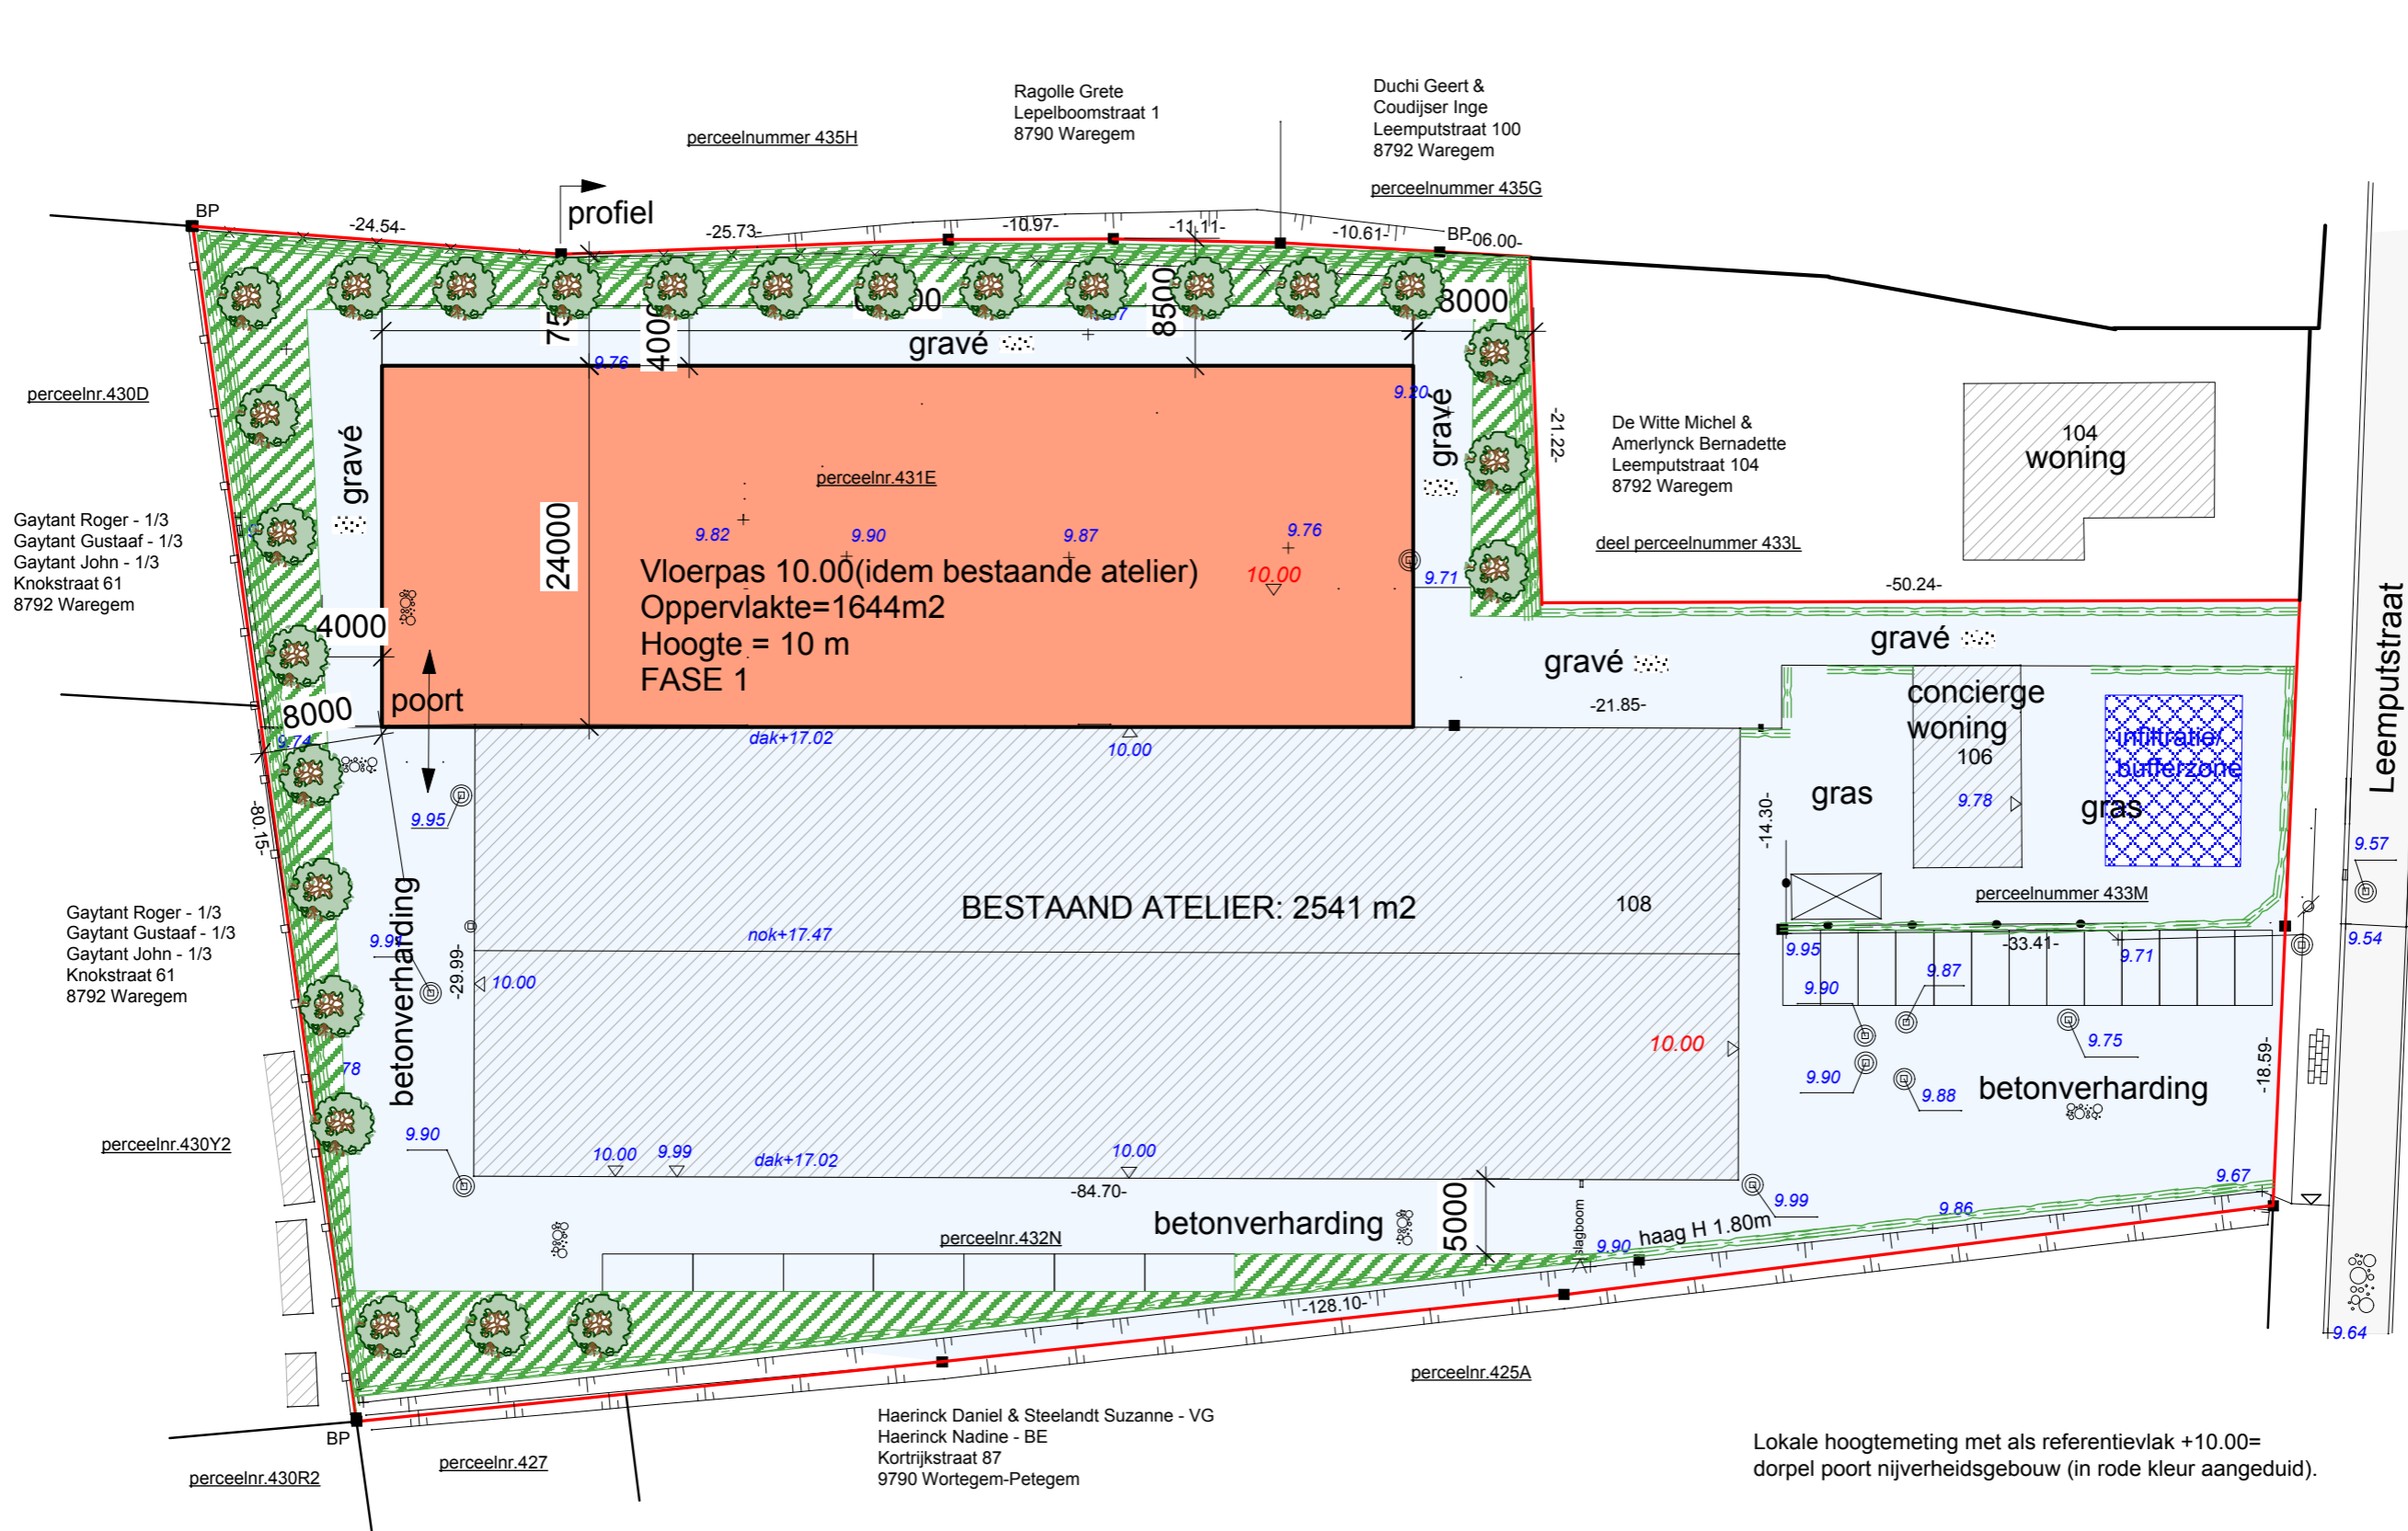 Ragolle Grete
Lepelboomstraat 1
8790 Waregem
Duchi Geert &
Coudijser Inge
Leemputstraat 100
8792 Waregem
perceelnummer 435H
perceelnummer 435G
BP
-24.54-
profiel
-25.73-
-10.97-
-11.11-
-10.61-
BP
-06.00-
8500
8000
4000
gravé
9.76
perceelnr.430D
gravé
9.20
gravé
-21.22-
De Witte Michel &
Amerlynck Bernadette
Leemputstraat 104
8792 Waregem
104
woning
perceelnr.431E
Gaytant Roger - 1/3
Gaytant Gustaaf - 1/3
Gaytant John - 1/3
Knokstraat 61
8792 Waregem
24000
9.82
9.90
9.87
9.76
deel perceelnummer 433L
Vloerpas 10.00(idem bestaande atelier)
Oppervlakte=1644m2
Hoogte = 10 m
FASE 1
10.00
9.71
-50.24-
Leemputstraat
4000
gravé
gravé
poort
8000
9.74
-21.85-
concierge
woning
106
infiltratie/
bufferzone
dak+17.02
10.00
9.78
gras
gras
9.95
-80.15-
-14.30-
9.57
betonverharding
BESTAAND ATELIER: 2541 m2
108
perceelnummer 433M
Gaytant Roger - 1/3
Gaytant Gustaaf - 1/3
Gaytant John - 1/3
Knokstraat 61
8792 Waregem
nok+17.47
9.91
9.95
-33.41-
9.71
9.54
-29.99-
10.00
9.90
9.87
10.00
9.75
78
9.90
9.88
betonverharding
-18.59-
perceelnr.430Y2
9.90
10.00
9.99
dak+17.02
10.00
-84.70-
5000
9.99
9.86
9.67
betonverharding
slagboom
haag H 1.80m
9.90
perceelnr.432N
-128.10-
9.64
perceelnr.425A
BP
perceelnr.430R2
perceelnr.427
Haerinck Daniel & Steelandt Suzanne - VG
Haerinck Nadine - BE
Kortrijkstraat 87
9790 Wortegem-Petegem
Lokale hoogtemeting met als referentievlak +10.00=
dorpel poort nijverheidsgebouw (in rode kleur aangeduid).